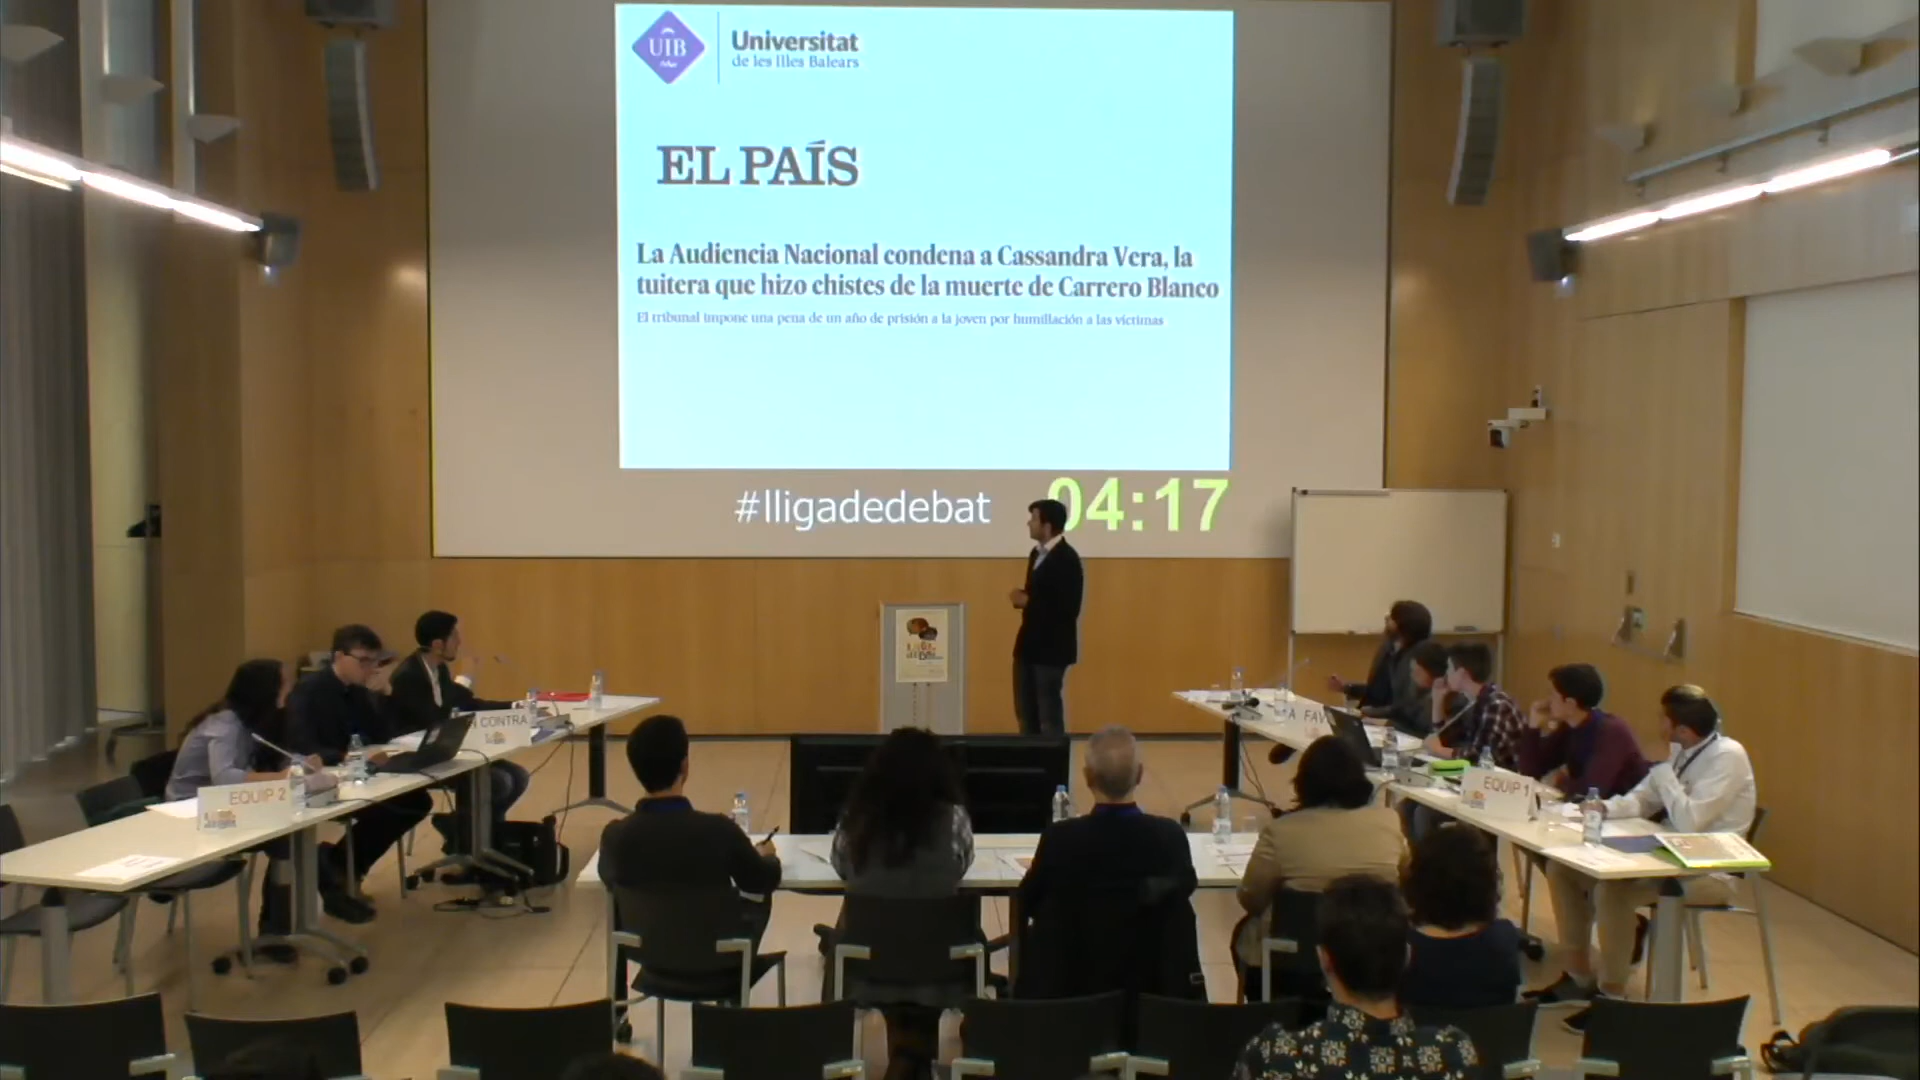 UIB
Universitat
de les Illes Balears
EL PAÍS
La Audiencia Nacional condena a Cassandra Vera, la
tuitera que hizo chistes de la muerte de Carrero Blanco
El tribunal impone una pena de un año de prisión a la joven por humillación a las víctimas
#lligadedebat
04:17
CONTRA
A FAV
EQUIP 2
EQUIP 1